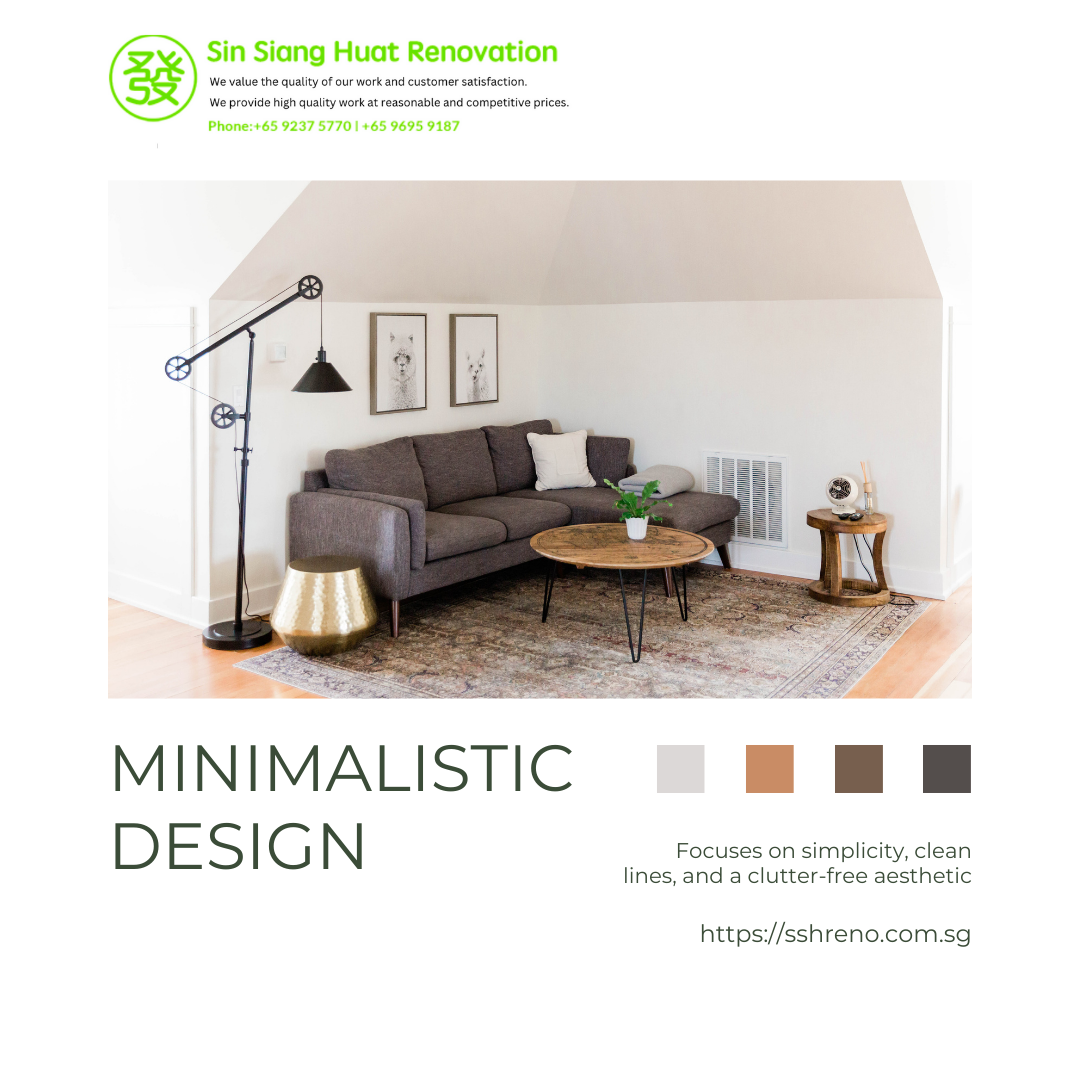 發
Sin Siang Huat Renovation
We value the quality of our work and customer satisfaction.
We provide high quality work at reasonable and competitive prices.
Phone:+65 9237 5770 | +65 9695 9187
MINIMALISTIC
DESIGN
Focuses on simplicity, clean
lines, and a clutter-free aesthetic
https://sshreno.com.sg